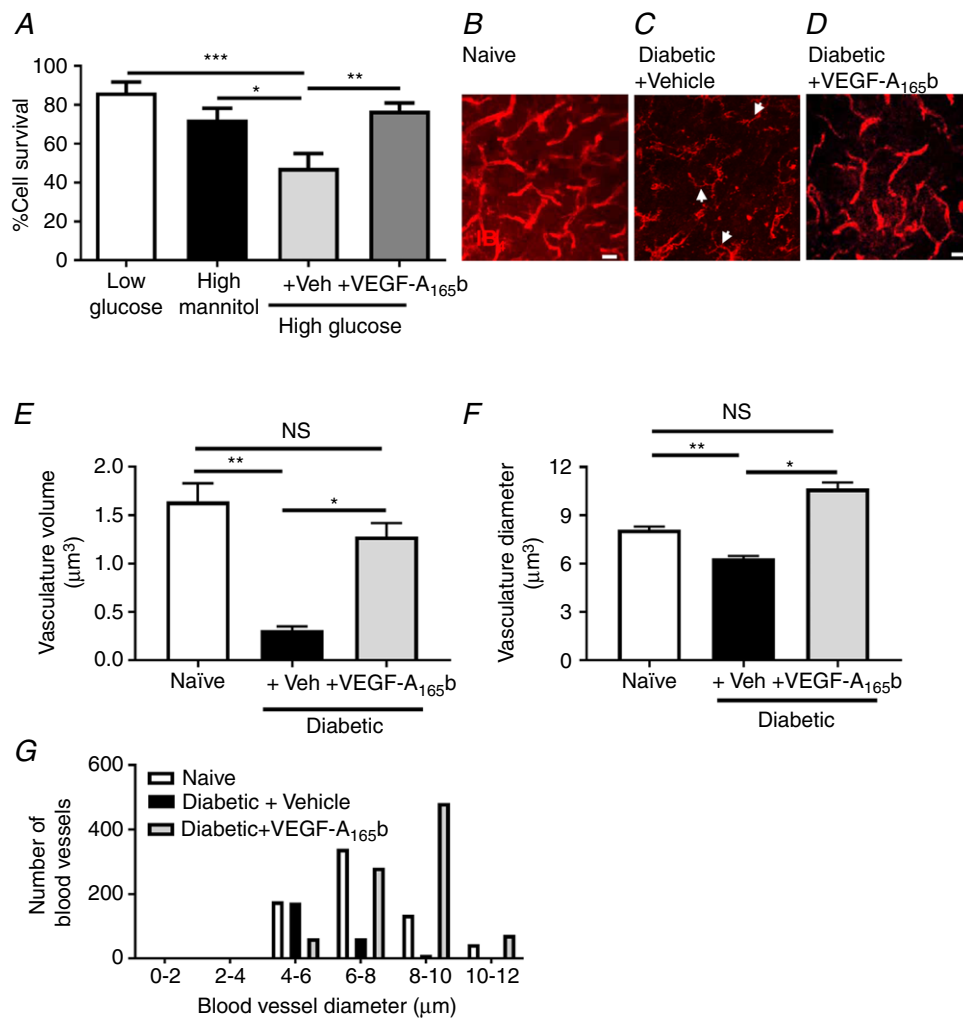 A
***
*
**
100
80
60
40
20
0
%Cell survival
Low
glucose
High
mannitol
+Veh +VEGF-A165b
High glucose
B
Naive
C
Diabetic
+Vehicle
D
Diabetic
+VEGF-A165b
E
NS
**
*
2.0
1.5
1.0
0.5
0.0
Vasculature volume
(μm3)
Naïve
+ Veh +VEGF-A165b
Diabetic
F
NS
**
*
12
9
6
3
0
Vasculature diameter
(μm3)
Naïve
+ Veh +VEGF-A165b
Diabetic
G
600
400
200
0
Number of
blood vessels
Naive
Diabetic + Vehicle
Diabetic+VEGF-A165b
0-2 2-4 4-6 6-8 8-10 10-12
Blood vessel diameter (μm)